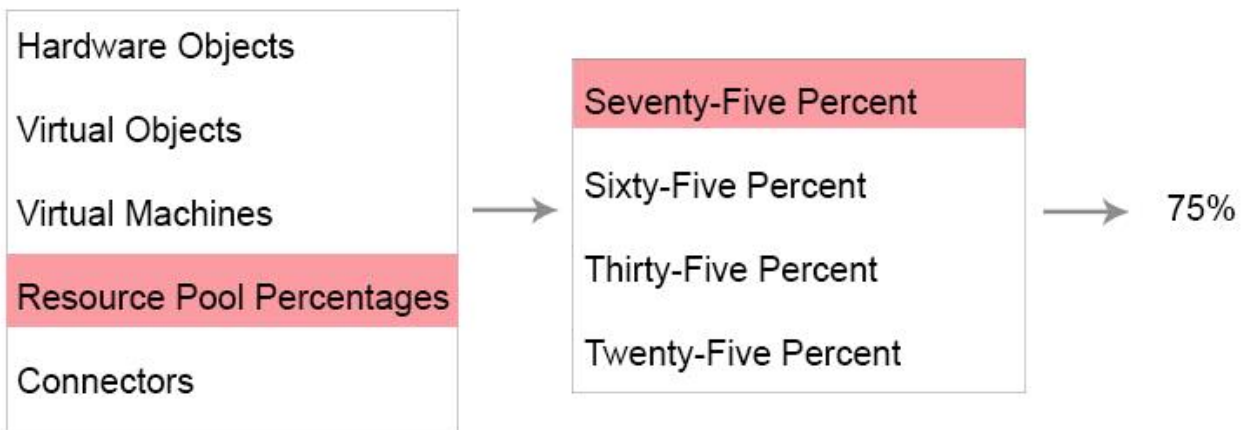 Hardware Objects
Virtual Objects
Virtual Machines
Resource Pool Percentages
Connectors
Seventy-Five Percent
Sixty-Five Percent
Thirty-Five Percent
Twenty-Five Percent
75%